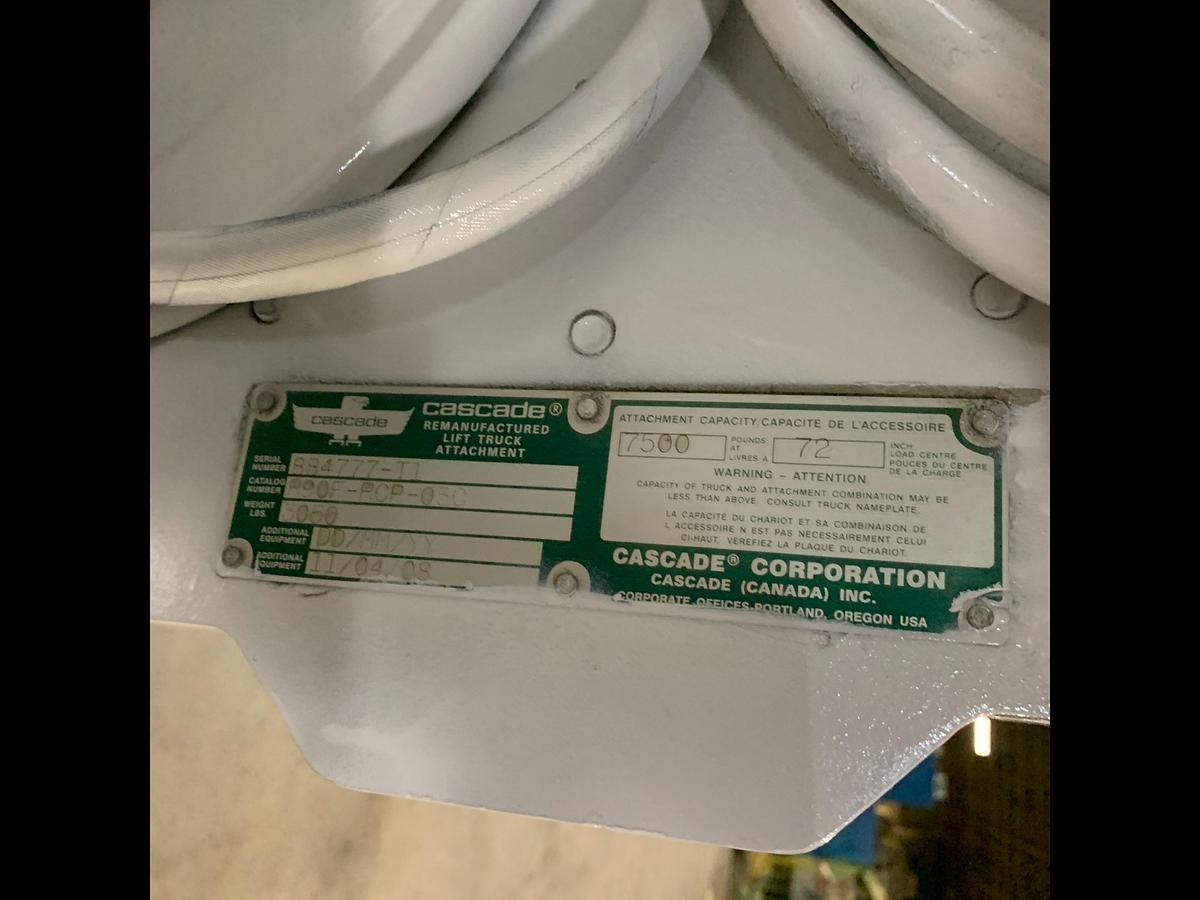 cascade
cascade®
REMANUFACTURED
LIFT TRUCK
ATTACHMENT
SERIAL NUMBER 884777-T1
CATALOG NUMBER
WEIGHT LBS. 3060
ADDITIONAL EQUIPMENT DD/MM/YY
ADDITIONAL EQUIPMENT 11/04/08
ATTACHMENT CAPACITY/CAPACITE DE L'ACCESSOIRE
7500 POUNDS AT LIVRES A 72 INCH LOAD CENTRE POUCES DU CENTRE DE LA CHARGE
WARNING – ATTENTION
CAPACITY OF TRUCK AND ATTACHMENT COMBINATION MAY BE
LESS THAN ABOVE. CONSULT TRUCK NAMEPLATE.
LA CAPACITE DU CHARIOT ET SA COMBINAISON DE
L ACCESSOIRE N EST PAS NECESSAIREMENT CELUI
CI-HAUT. VEREFIEZ LA PLAQUE DU CHARIOT.
CASCADE® CORPORATION
CASCADE (CANADA) INC.
CORPORATE OFFICES-PORTLAND, OREGON USA